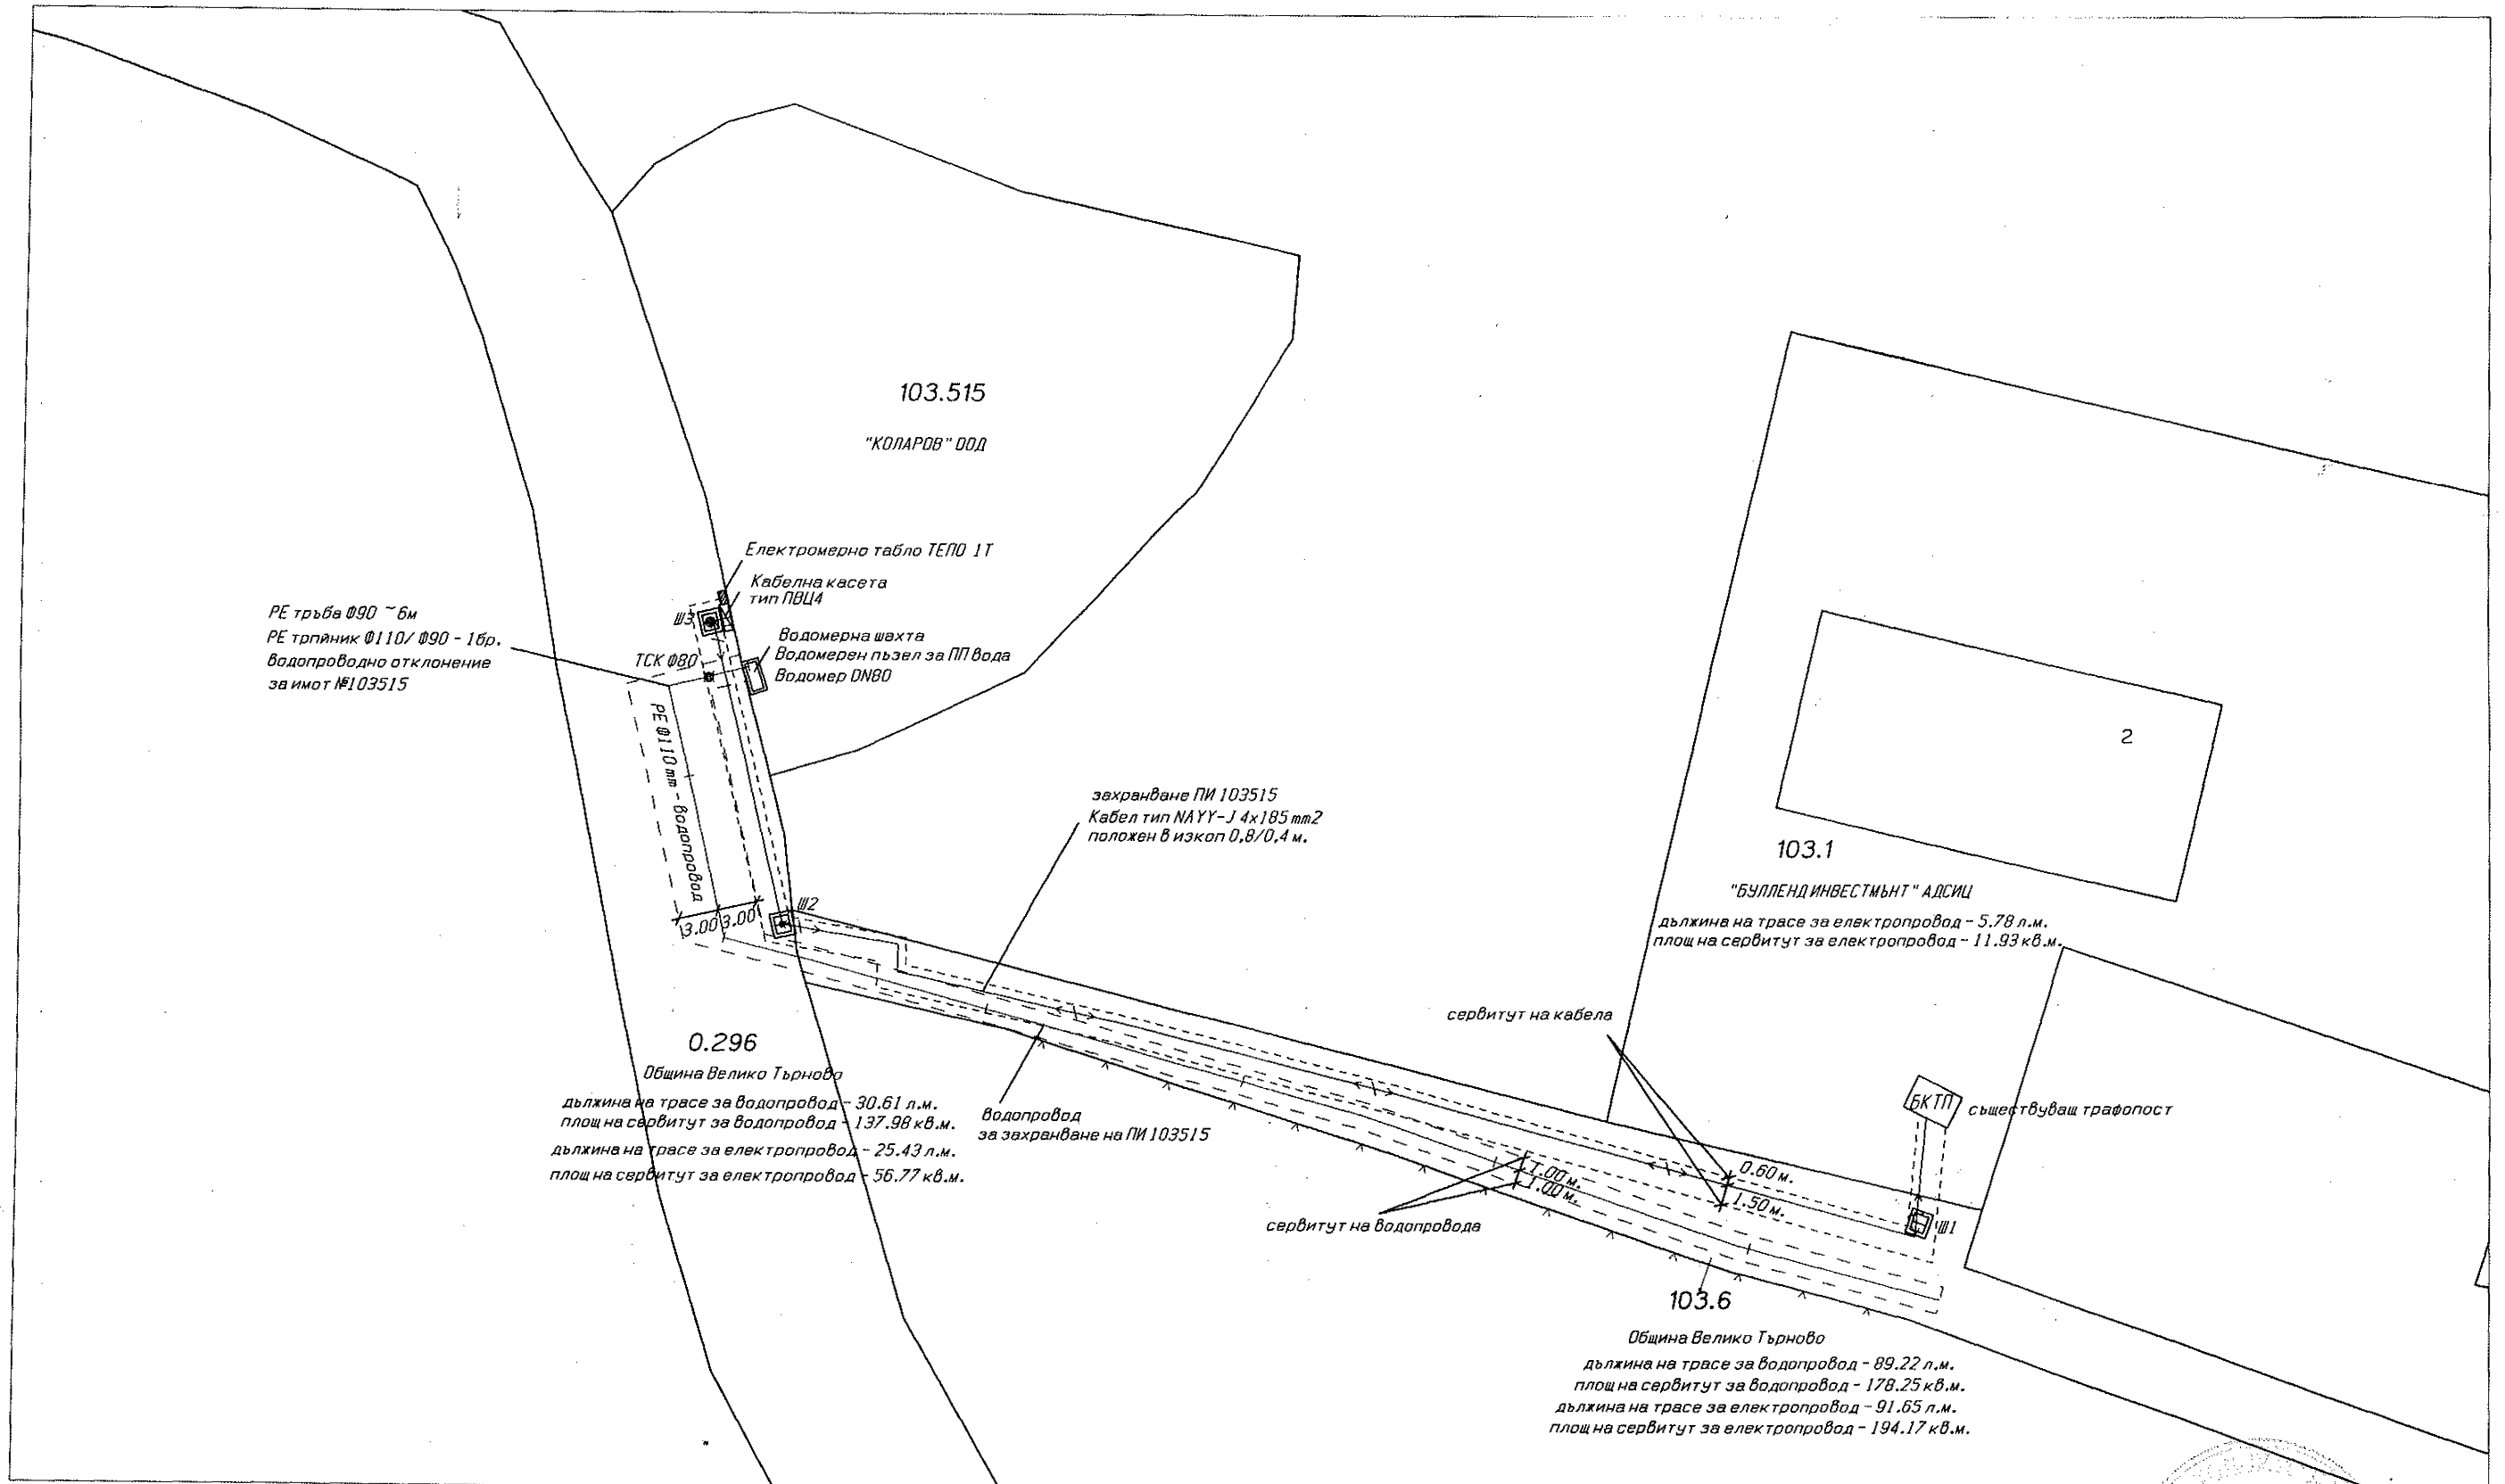 103.515
"КОЛАРОВ" ООД
Електромерно табло ТЕПО 1Т
Кабелна касета
тип ПВЦ4
Ш3
Водомерна шахта
Водомерен пъзел за ПП вода
Водомер DN80
ТСК Ф80
РЕ тръба Ф90 ~6м
РЕ трпйник Ф110/ Ф90 - 1бр.
водопроводно отклонение
за имот №103515
РЕ Ф110 mm - водопровод
3.00 3.00
Ш2
захранване ПИ 103515
Кабел тип NAYY-J 4x185 mm2
положен в изкоп 0,8/0,4 м.
2
103.1
"БУЛЛЕНД ИНВЕСТМЬНТ" АДСИЦ
дължина на трасе за електропровод - 5.78 л.м.
площ на сервитут за електропровод - 11.93 кв.м.
сервитут на кабела
0.296
Община Велико Търново
дължина на трасе за водопровод - 30.61 л.м.
площ на сервитут за водопровод - 137.98 кв.м.
дължина на трасе за електропровод - 25.43 л.м.
площ на сервитут за електропровод - 56.77 кв.м.
водопровод
за захранване на ПИ 103515
БКТП
съществуващ трафопост
0.60 м.
1.50 м.
1.00 м.
1.00 м.
сервитут на водопровода
Ш1
103.6
Община Велико Търново
дължина на трасе за водопровод - 89.22 л.м.
площ на сервитут за водопровод - 178.25 кв.м.
дължина на трасе за електропровод - 91.65 л.м.
площ на сервитут за електропровод - 194.17 кв.м.